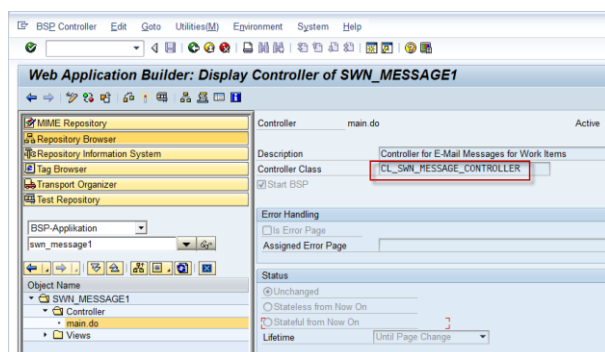 BSP Controller Edit Goto Utilities(M) Environment System Help
Web Application Builder: Display Controller of SWN_MESSAGE1
MIME Repository
Repository Browser
Repository Information System
Tag Browser
Transport Organizer
Test Repository
BSP-Applikation
swn_message1
Object Name
SWN_MESSAGE1
Controller
main.do
Views
Controller main.do Active
Description Controller for E-Mail Messages for Work Items
Controller Class CL_SWN_MESSAGE_CONTROLLER
Start BSP
Error Handling
Is Error Page
Assigned Error Page
Status
Unchanged
Stateless from Now On
Stateful from Now On
Lifetime Until Page Change